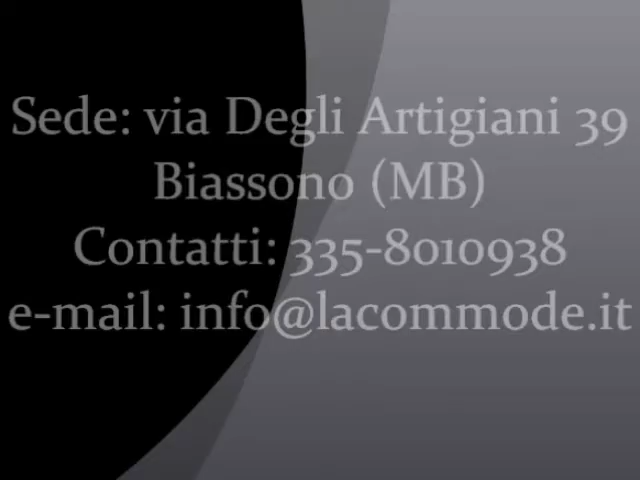 Sede: via Degli Artigiani 39
Biassono (MB)
Contatti: 335-8010938
e-mail: info@lacommode.it